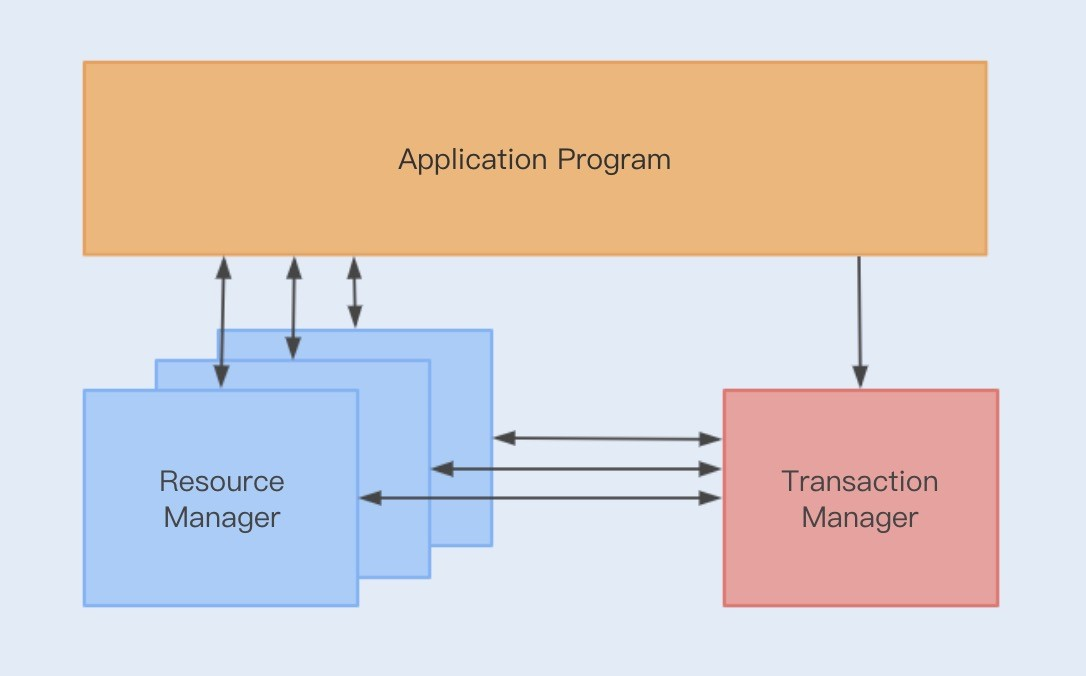 Application Program
Resource
Manager
Transaction
Manager